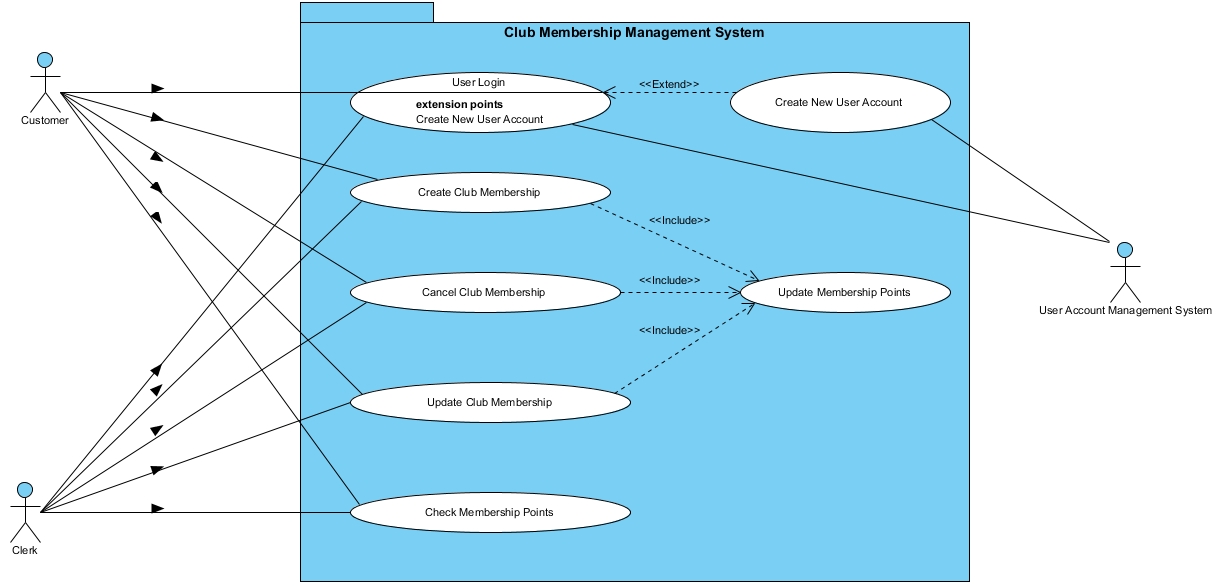 Club Membership Management System
User Login
extension points
Create New User Account
<<Extend>>
Create New User Account
Customer
Create Club Membership
<<Include>>
Cancel Club Membership
<<Include>>
Update Membership Points
User Account Management System
<<Include>>
Update Club Membership
Check Membership Points
Clerk